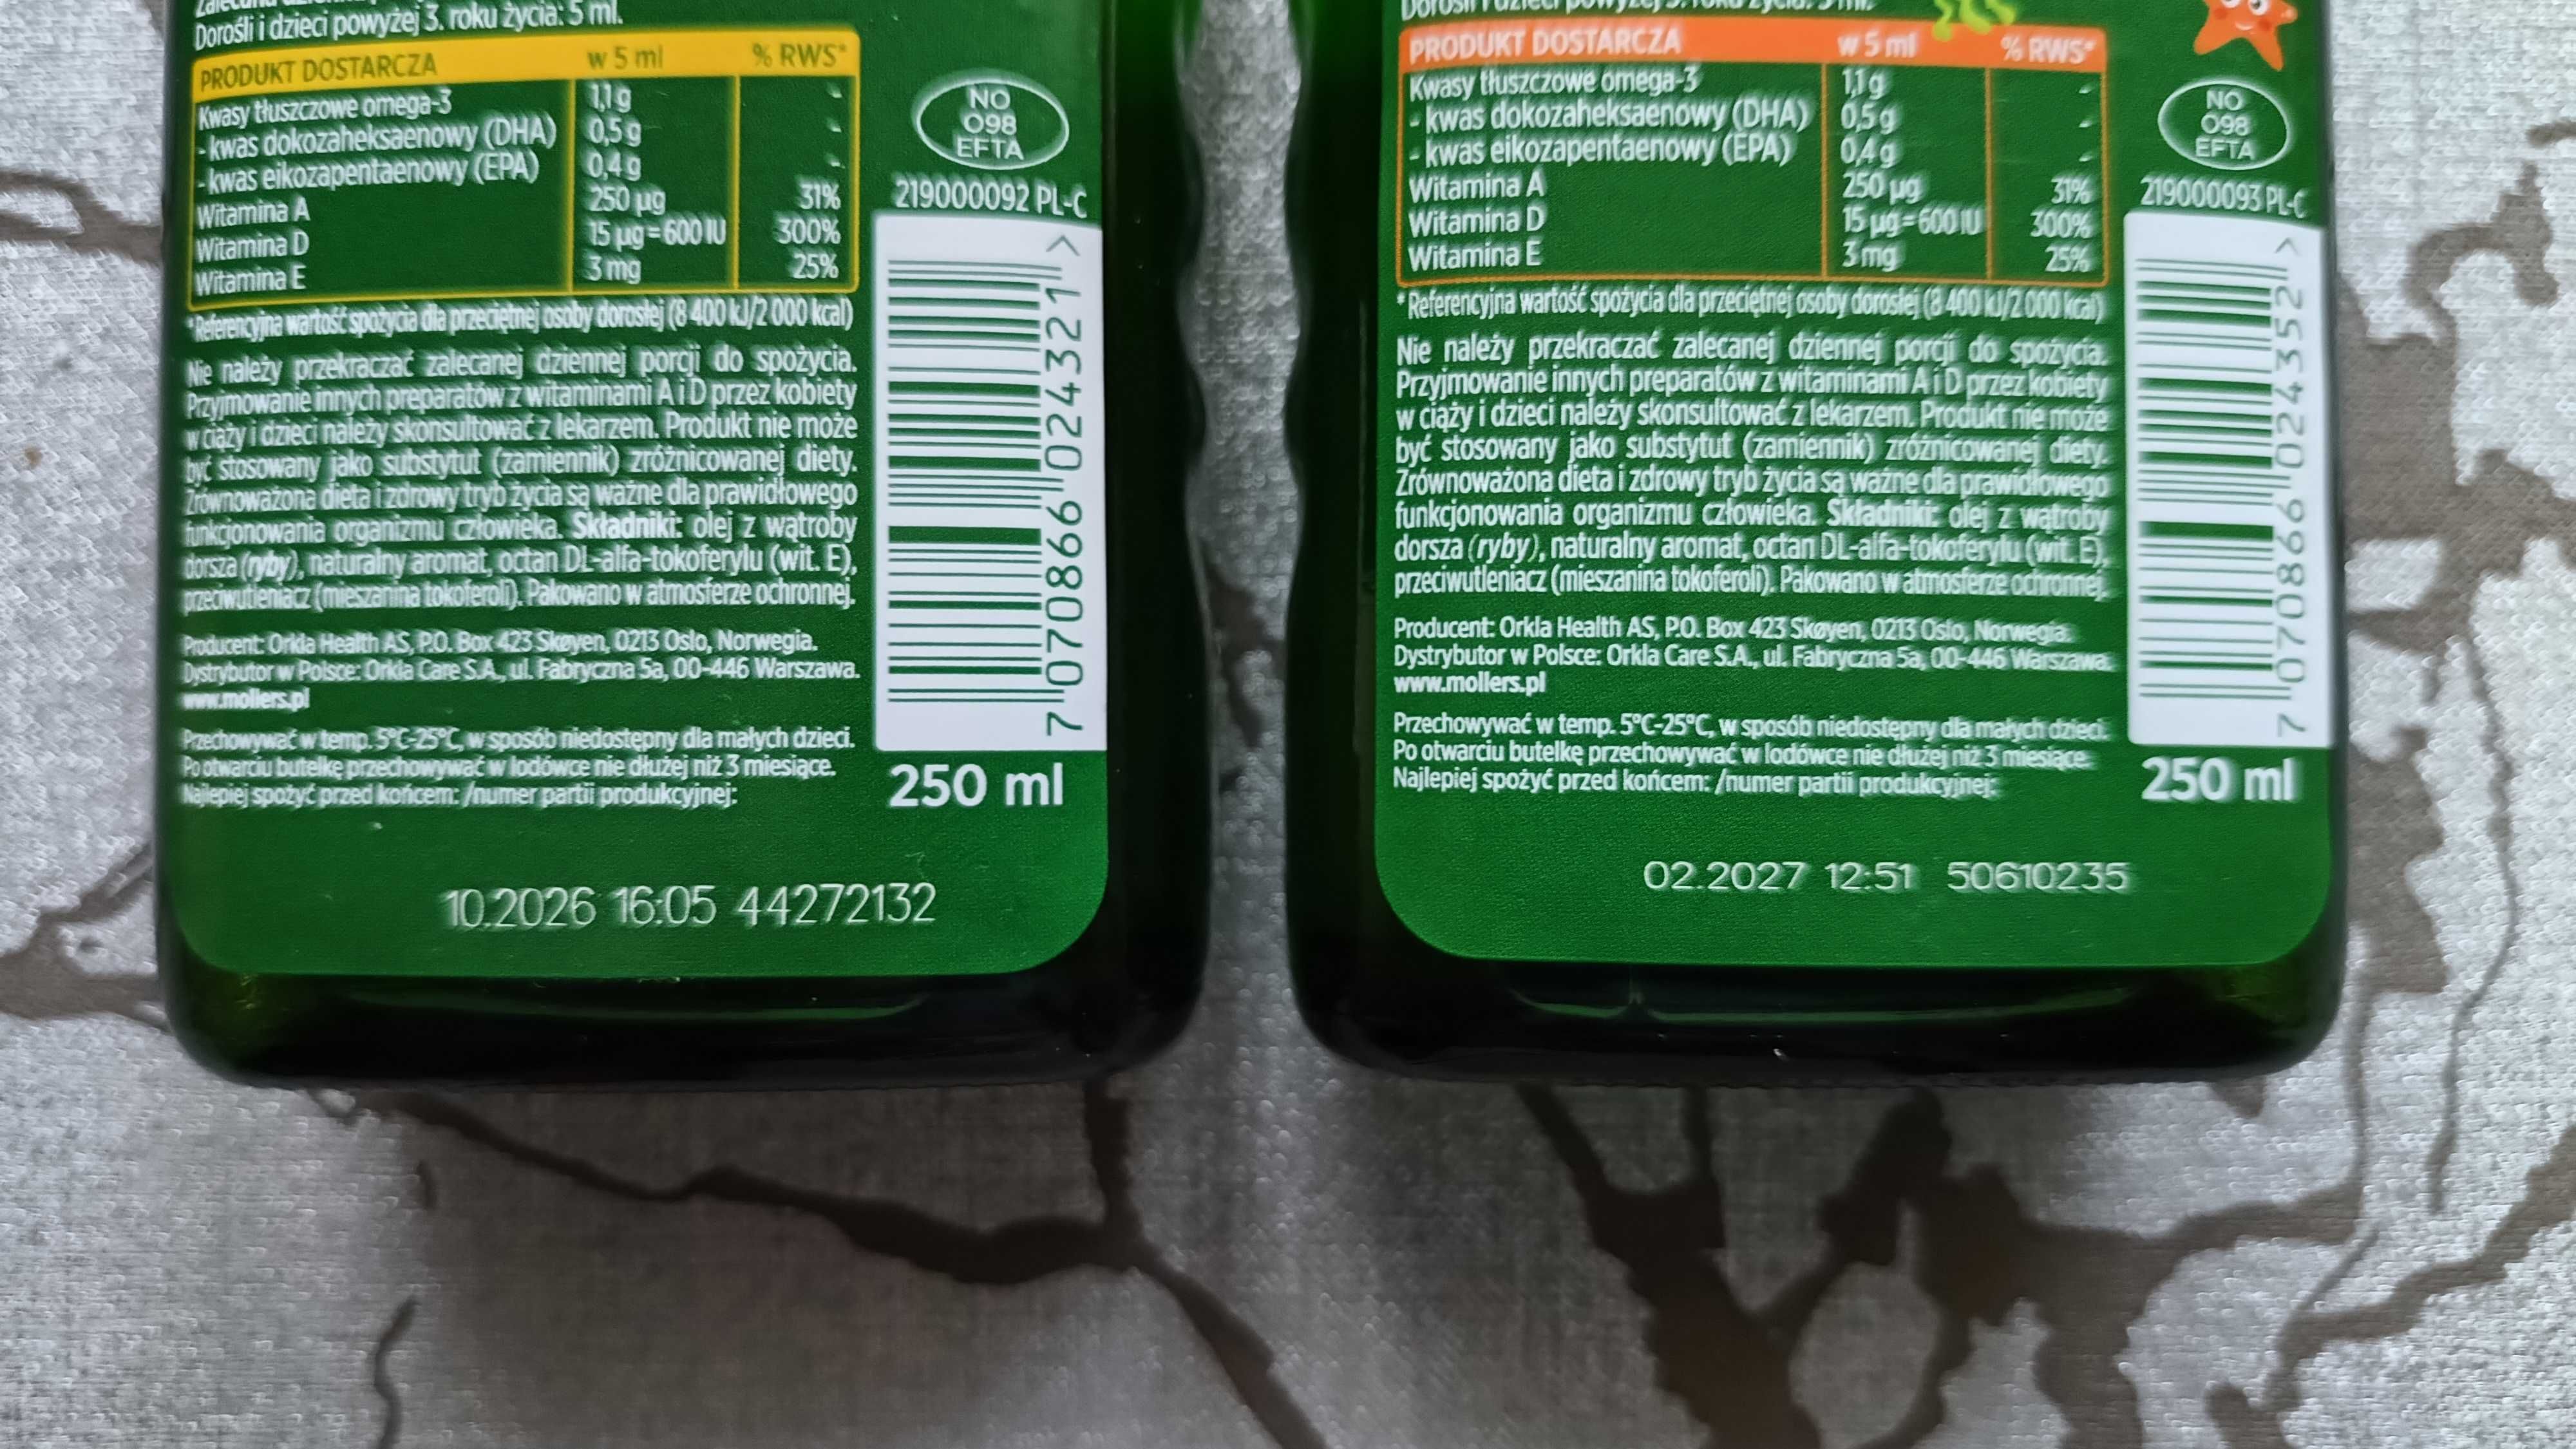 Dorośli i dzieci powyżej 3. roku życia: 5 ml.
PRODUKT DOSTARCZA w 5 ml % RWS*
Kwasy tłuszczowe omega-3 1,1 g -
- kwas dokozaheksaenowy (DHA) 0,5 g -
- kwas eikozapentaenowy (EPA) 0,4 g -
Witamina A 250 µg 31%
Witamina D 15 µg = 600 IU 300%
Witamina E 3 mg 25%
*Referencyjna wartość spożycia dla przeciętnej osoby dorosłej (8 400 kJ/2 000 kcal)
Nie należy przekraczać zalecanej dziennej porcji do spożycia.
Przyjmowanie innych preparatów z witaminami A i D przez kobiety
w ciąży i dzieci należy skonsultować z lekarzem. Produkt nie może
być stosowany jako substytut (zamiennik) zróżnicowanej diety.
Zrównoważona dieta i zdrowy tryb życia są ważne dla prawidłowego
funkcjonowania organizmu człowieka. Składniki: olej z wątroby
dorsza (ryby), naturalny aromat, octan DL-alfa-tokoferylu (wit. E),
przeciwutleniacz (mieszanina tokoferoli). Pakowano w atmosferze ochronnej.
Producent: Orkla Health AS, P.O. Box 423 Skøyen, 0213 Oslo, Norwegia.
Dystrybutor w Polsce: Orkla Care S.A., ul. Fabryczna 5a, 00-446 Warszawa.
www.mollers.pl
Przechowywać w temp. 5°C-25°C, w sposób niedostępny dla małych dzieci.
Po otwarciu butelkę przechowywać w lodówce nie dłużej niż 3 miesiące.
Najlepiej spożyć przed końcem: /numer partii produkcyjnej:
10.2026 16:05 44272132
NO
098
EFTA
219000092 PL-C
7 070866 024321 >
250 ml
Dorośli i dzieci powyżej 3. roku życia: 5 ml.
PRODUKT DOSTARCZA w 5 ml % RWS*
Kwasy tłuszczowe omega-3 1,1 g -
- kwas dokozaheksaenowy (DHA) 0,5 g -
- kwas eikozapentaenowy (EPA) 0,4 g -
Witamina A 250 µg 31%
Witamina D 15 µg = 600 IU 300%
Witamina E 3 mg 25%
*Referencyjna wartość spożycia dla przeciętnej osoby dorosłej (8 400 kJ/2 000 kcal)
Nie należy przekraczać zalecanej dziennej porcji do spożycia.
Przyjmowanie innych preparatów z witaminami A i D przez kobiety
w ciąży i dzieci należy skonsultować z lekarzem. Produkt nie może
być stosowany jako substytut (zamiennik) zróżnicowanej diety.
Zrównoważona dieta i zdrowy tryb życia są ważne dla prawidłowego
funkcjonowania organizmu człowieka. Składniki: olej z wątroby
dorsza (ryby), naturalny aromat, octan DL-alfa-tokoferylu (wit. E),
przeciwutleniacz (mieszanina tokoferoli). Pakowano w atmosferze ochronnej.
Producent: Orkla Health AS, P.O. Box 423 Skøyen, 0213 Oslo, Norwegia.
Dystrybutor w Polsce: Orkla Care S.A., ul. Fabryczna 5a, 00-446 Warszawa.
www.mollers.pl
Przechowywać w temp. 5°C-25°C, w sposób niedostępny dla małych dzieci.
Po otwarciu butelkę przechowywać w lodówce nie dłużej niż 3 miesiące.
Najlepiej spożyć przed końcem: /numer partii produkcyjnej:
02.2027 12:51 50610235
NO
098
EFTA
219000093 PL-C
7 070866 024352 >
250 ml